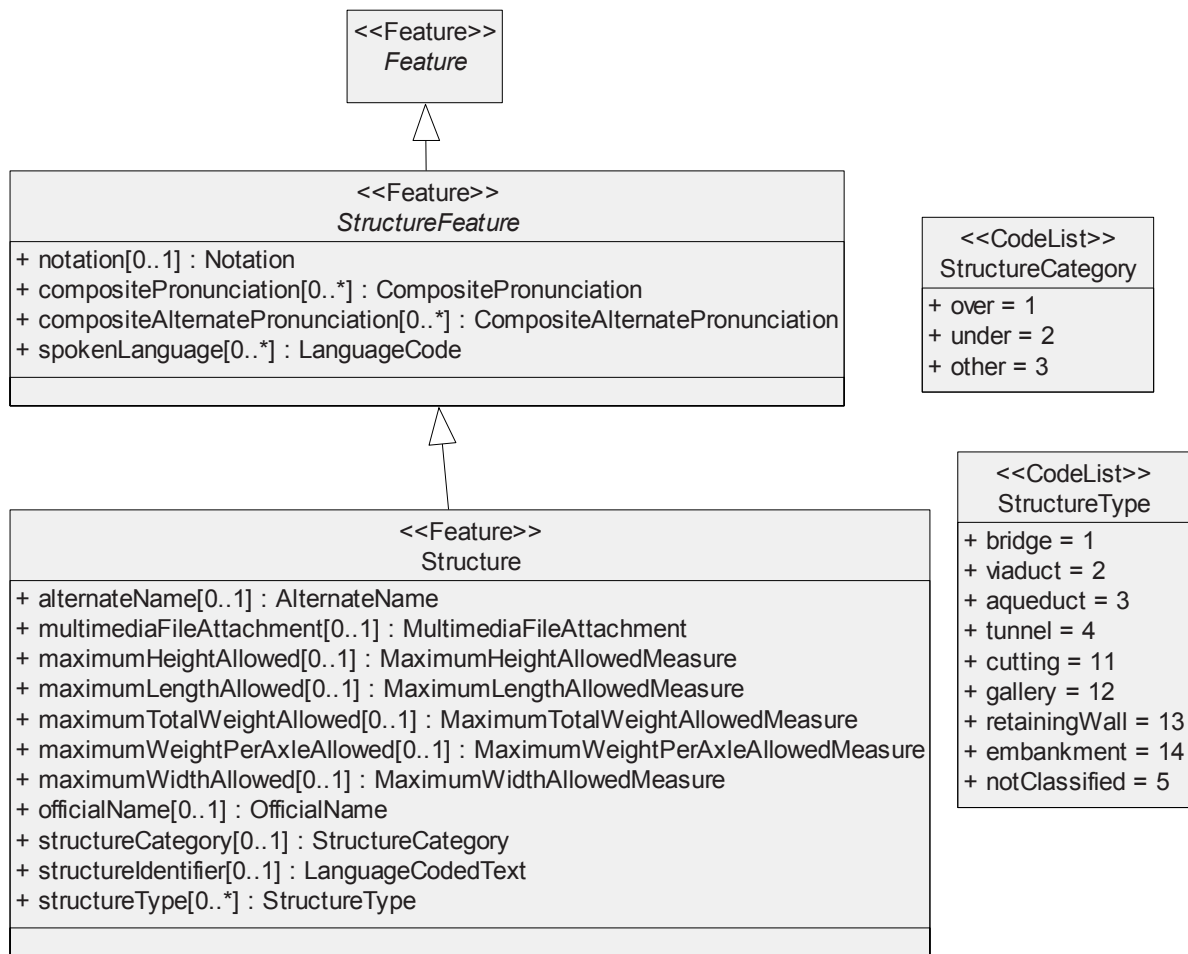 <<Feature>>
Feature
<<Feature>>
StructureFeature
+ notation[0..1] : Notation
+ compositePronunciation[0..*] : CompositePronunciation
+ compositeAlternatePronunciation[0..*] : CompositeAlternatePronunciation
+ spokenLanguage[0..*] : LanguageCode
<<CodeList>>
StructureCategory
+ over = 1
+ under = 2
+ other = 3
<<Feature>>
Structure
+ alternateName[0..1] : AlternateName
+ multimediaFileAttachment[0..1] : MultimediaFileAttachment
+ maximumHeightAllowed[0..1] : MaximumHeightAllowedMeasure
+ maximumLengthAllowed[0..1] : MaximumLengthAllowedMeasure
+ maximumTotalWeightAllowed[0..1] : MaximumTotalWeightAllowedMeasure
+ maximumWeightPerAxleAllowed[0..1] : MaximumWeightPerAxleAllowedMeasure
+ maximumWidthAllowed[0..1] : MaximumWidthAllowedMeasure
+ officialName[0..1] : OfficialName
+ structureCategory[0..1] : StructureCategory
+ structureIdentifier[0..1] : LanguageCodedText
+ structureType[0..*] : StructureType
<<CodeList>>
StructureType
+ bridge = 1
+ viaduct = 2
+ aqueduct = 3
+ tunnel = 4
+ cutting = 11
+ gallery = 12
+ retainingWall = 13
+ embankment = 14
+ notClassified = 5